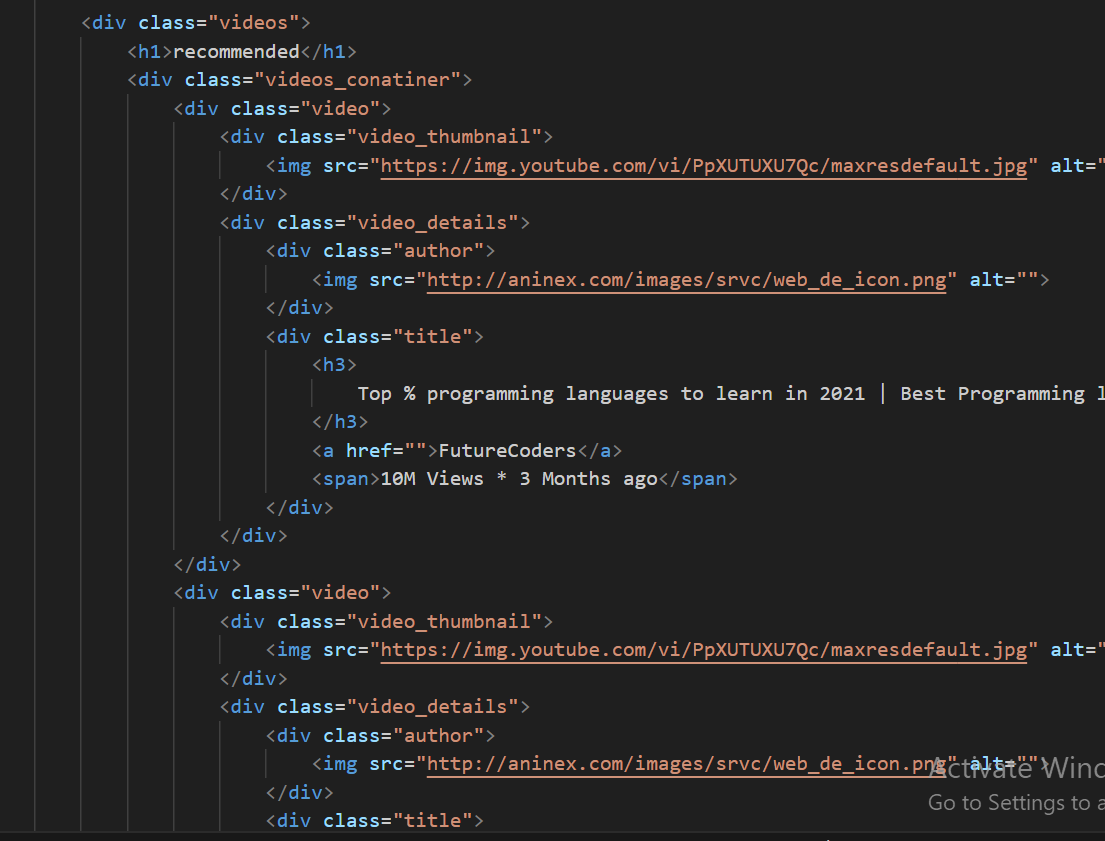 <div class="videos">
<h1>recommended</h1>
<div class="videos_conatiner">
<div class="video">
<div class="video_thumbnail">
<img src="https://img.youtube.com/vi/PpXUTUXU7Qc/maxresdefault.jpg" alt="
</div>
<div class="video_details">
<div class="author">
<img src="http://aninex.com/images/srvc/web_de_icon.png" alt="">
</div>
<div class="title">
<h3>
Top % programming languages to learn in 2021 | Best Programming l
</h3>
<a href="">FutureCoders</a>
<span>10M Views * 3 Months ago</span>
</div>
</div>
</div>
<div class="video">
<div class="video_thumbnail">
<img src="https://img.youtube.com/vi/PpXUTUXU7Qc/maxresdefault.jpg" alt="
</div>
<div class="video_details">
<div class="author">
<img src="http://aninex.com/images/srvc/web_de_icon.png" alt="">
</div>
<div class="title">
Activate Wind
Go to Settings to a